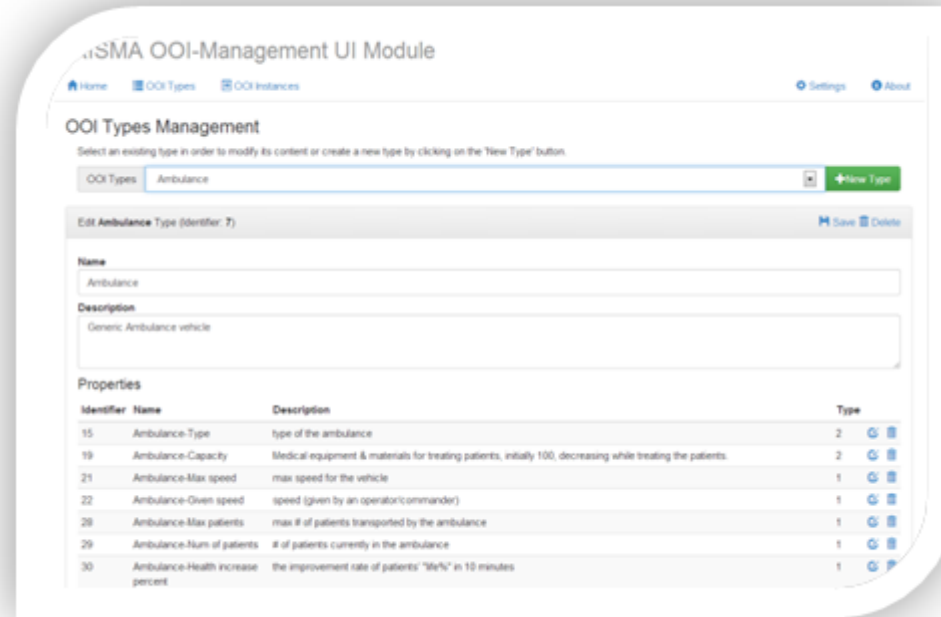 OOI-Management UI Module
Home OOI Types OOI Instances Settings About
OOI Types Management
Select an existing type in order to modify its content or create a new type by clicking on the 'New Type' button.
OOI Types Ambulance New Type
Edit Ambulance Type (Identifier: 7) Save Delete
Name
Ambulance
Description
Generic Ambulance vehicle
Properties
Identifier Name Description Type
15 Ambulance-Type type of the ambulance 2
19 Ambulance-Capacity Medical equipment & materials for treating patients, initially 100, decreasing while treating the patients. 2
21 Ambulance-Max speed max speed for the vehicle 1
22 Ambulance-Given speed speed (given by an operator/commander) 1
28 Ambulance-Max patients max # of patients transported by the ambulance 1
29 Ambulance-Num of patients # of patients currently in the ambulance 1
30 Ambulance-Health increase the improvement rate of patients' "life%" in 10 minutes 1
percent